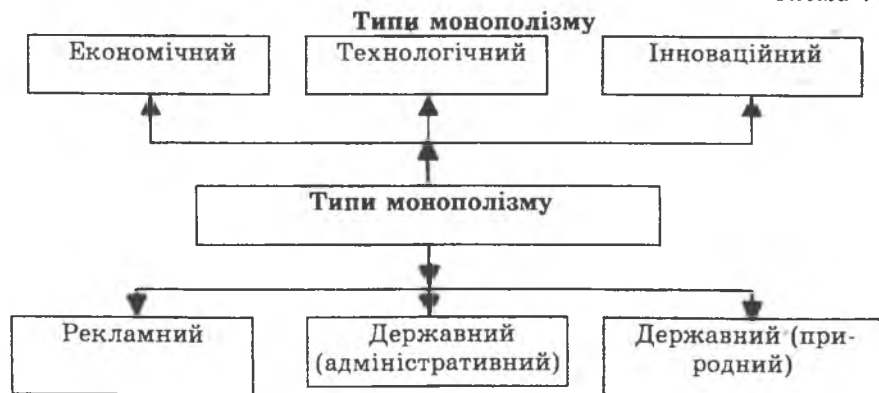 Типи монополізму
Економічний
Технологічний
Інноваційний
Типи монополізму
Рекламний
Державний
(адміністративний)
Державний (при-
родний)